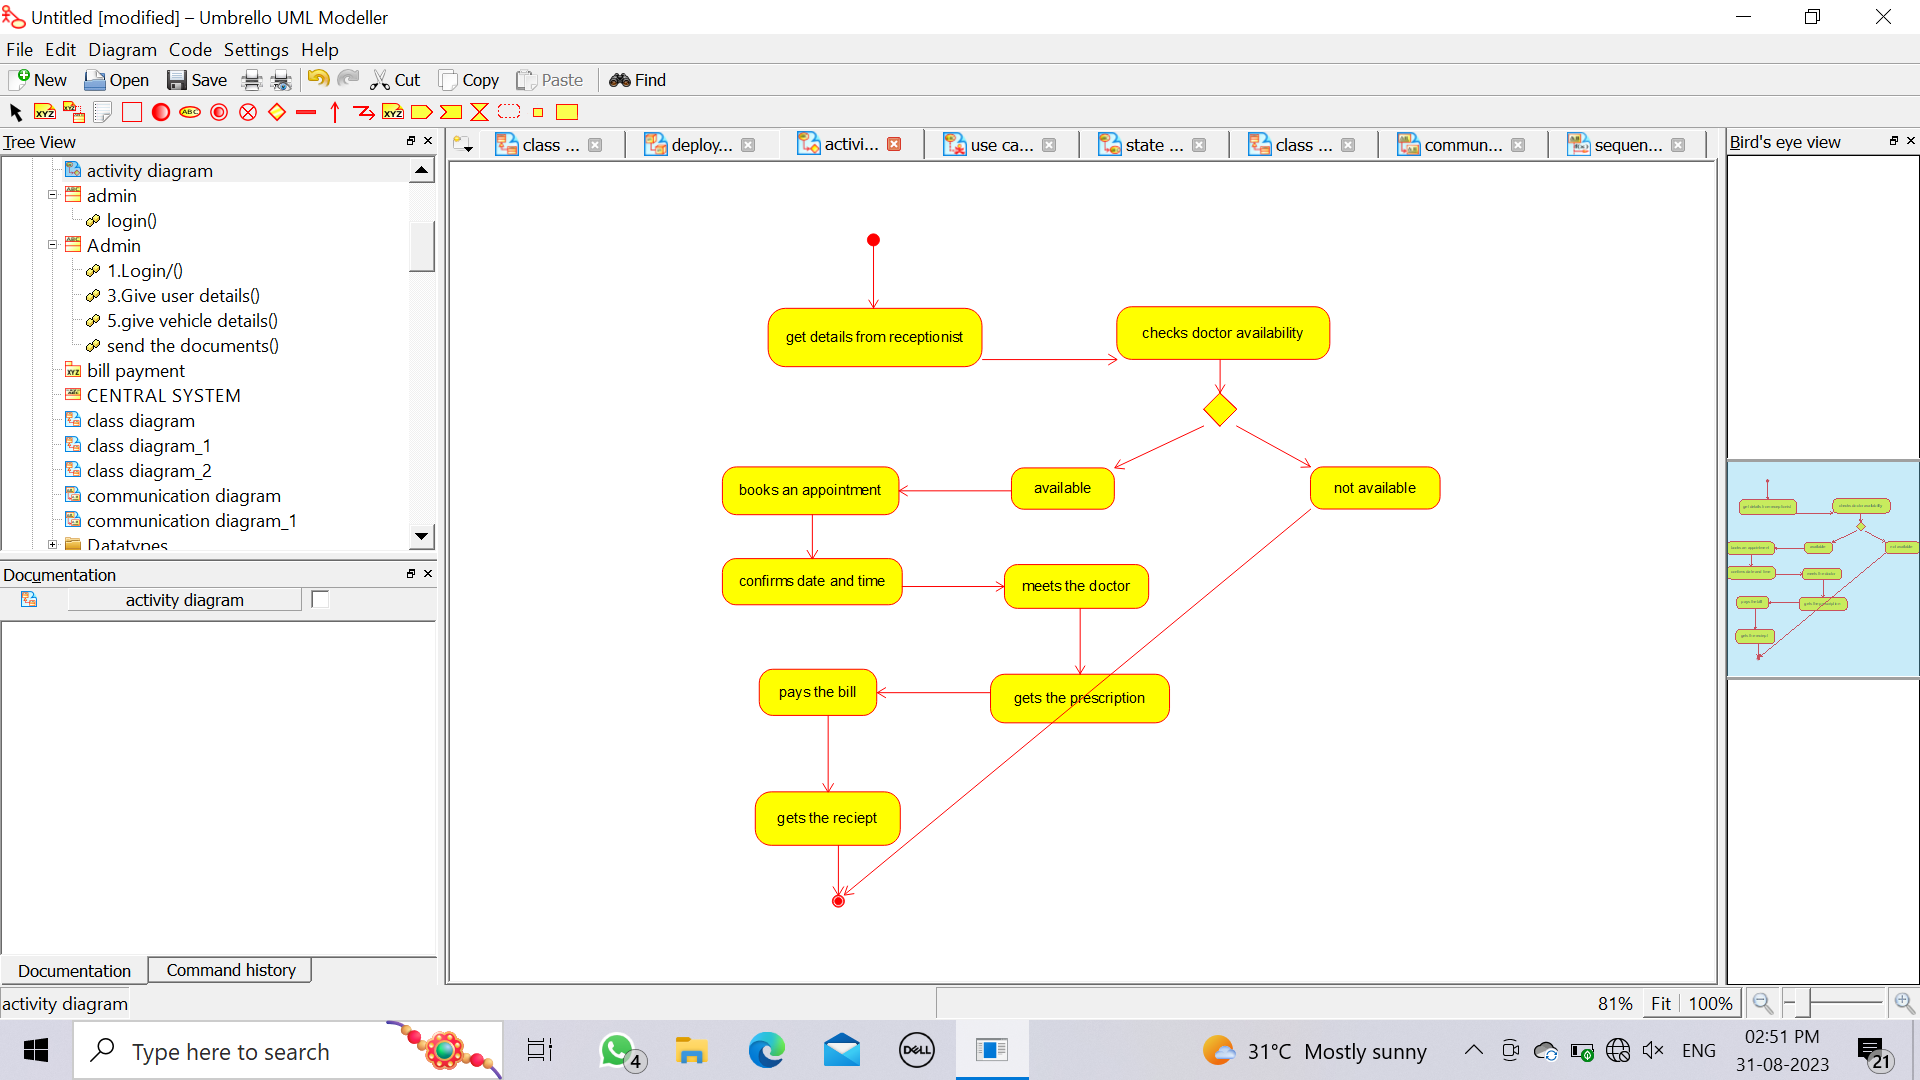 Untitled [modified] – Umbrello UML Modeller
File Edit Diagram Code Settings Help
New Open Save Cut Copy Paste Find
Tree View
activity diagram
admin
login()
Admin
1.Login/()
3.Give user details()
5.give vehicle details()
send the documents()
bill payment
CENTRAL SYSTEM
class diagram
class diagram_1
class diagram_2
communication diagram
communication diagram_1
Datatypes
Documentation
activity diagram
Documentation
Command history
activity diagram
class ...
deploy...
activi...
use ca...
state ...
class ...
commun...
sequen...
get details from receptionist
checks doctor availability
books an appointment
available
not available
confirms date and time
meets the doctor
pays the bill
gets the prescription
gets the reciept
Bird's eye view
81% Fit 100%
Type here to search
4
DELL
31°C Mostly sunny
ENG
02:51 PM
31-08-2023
21